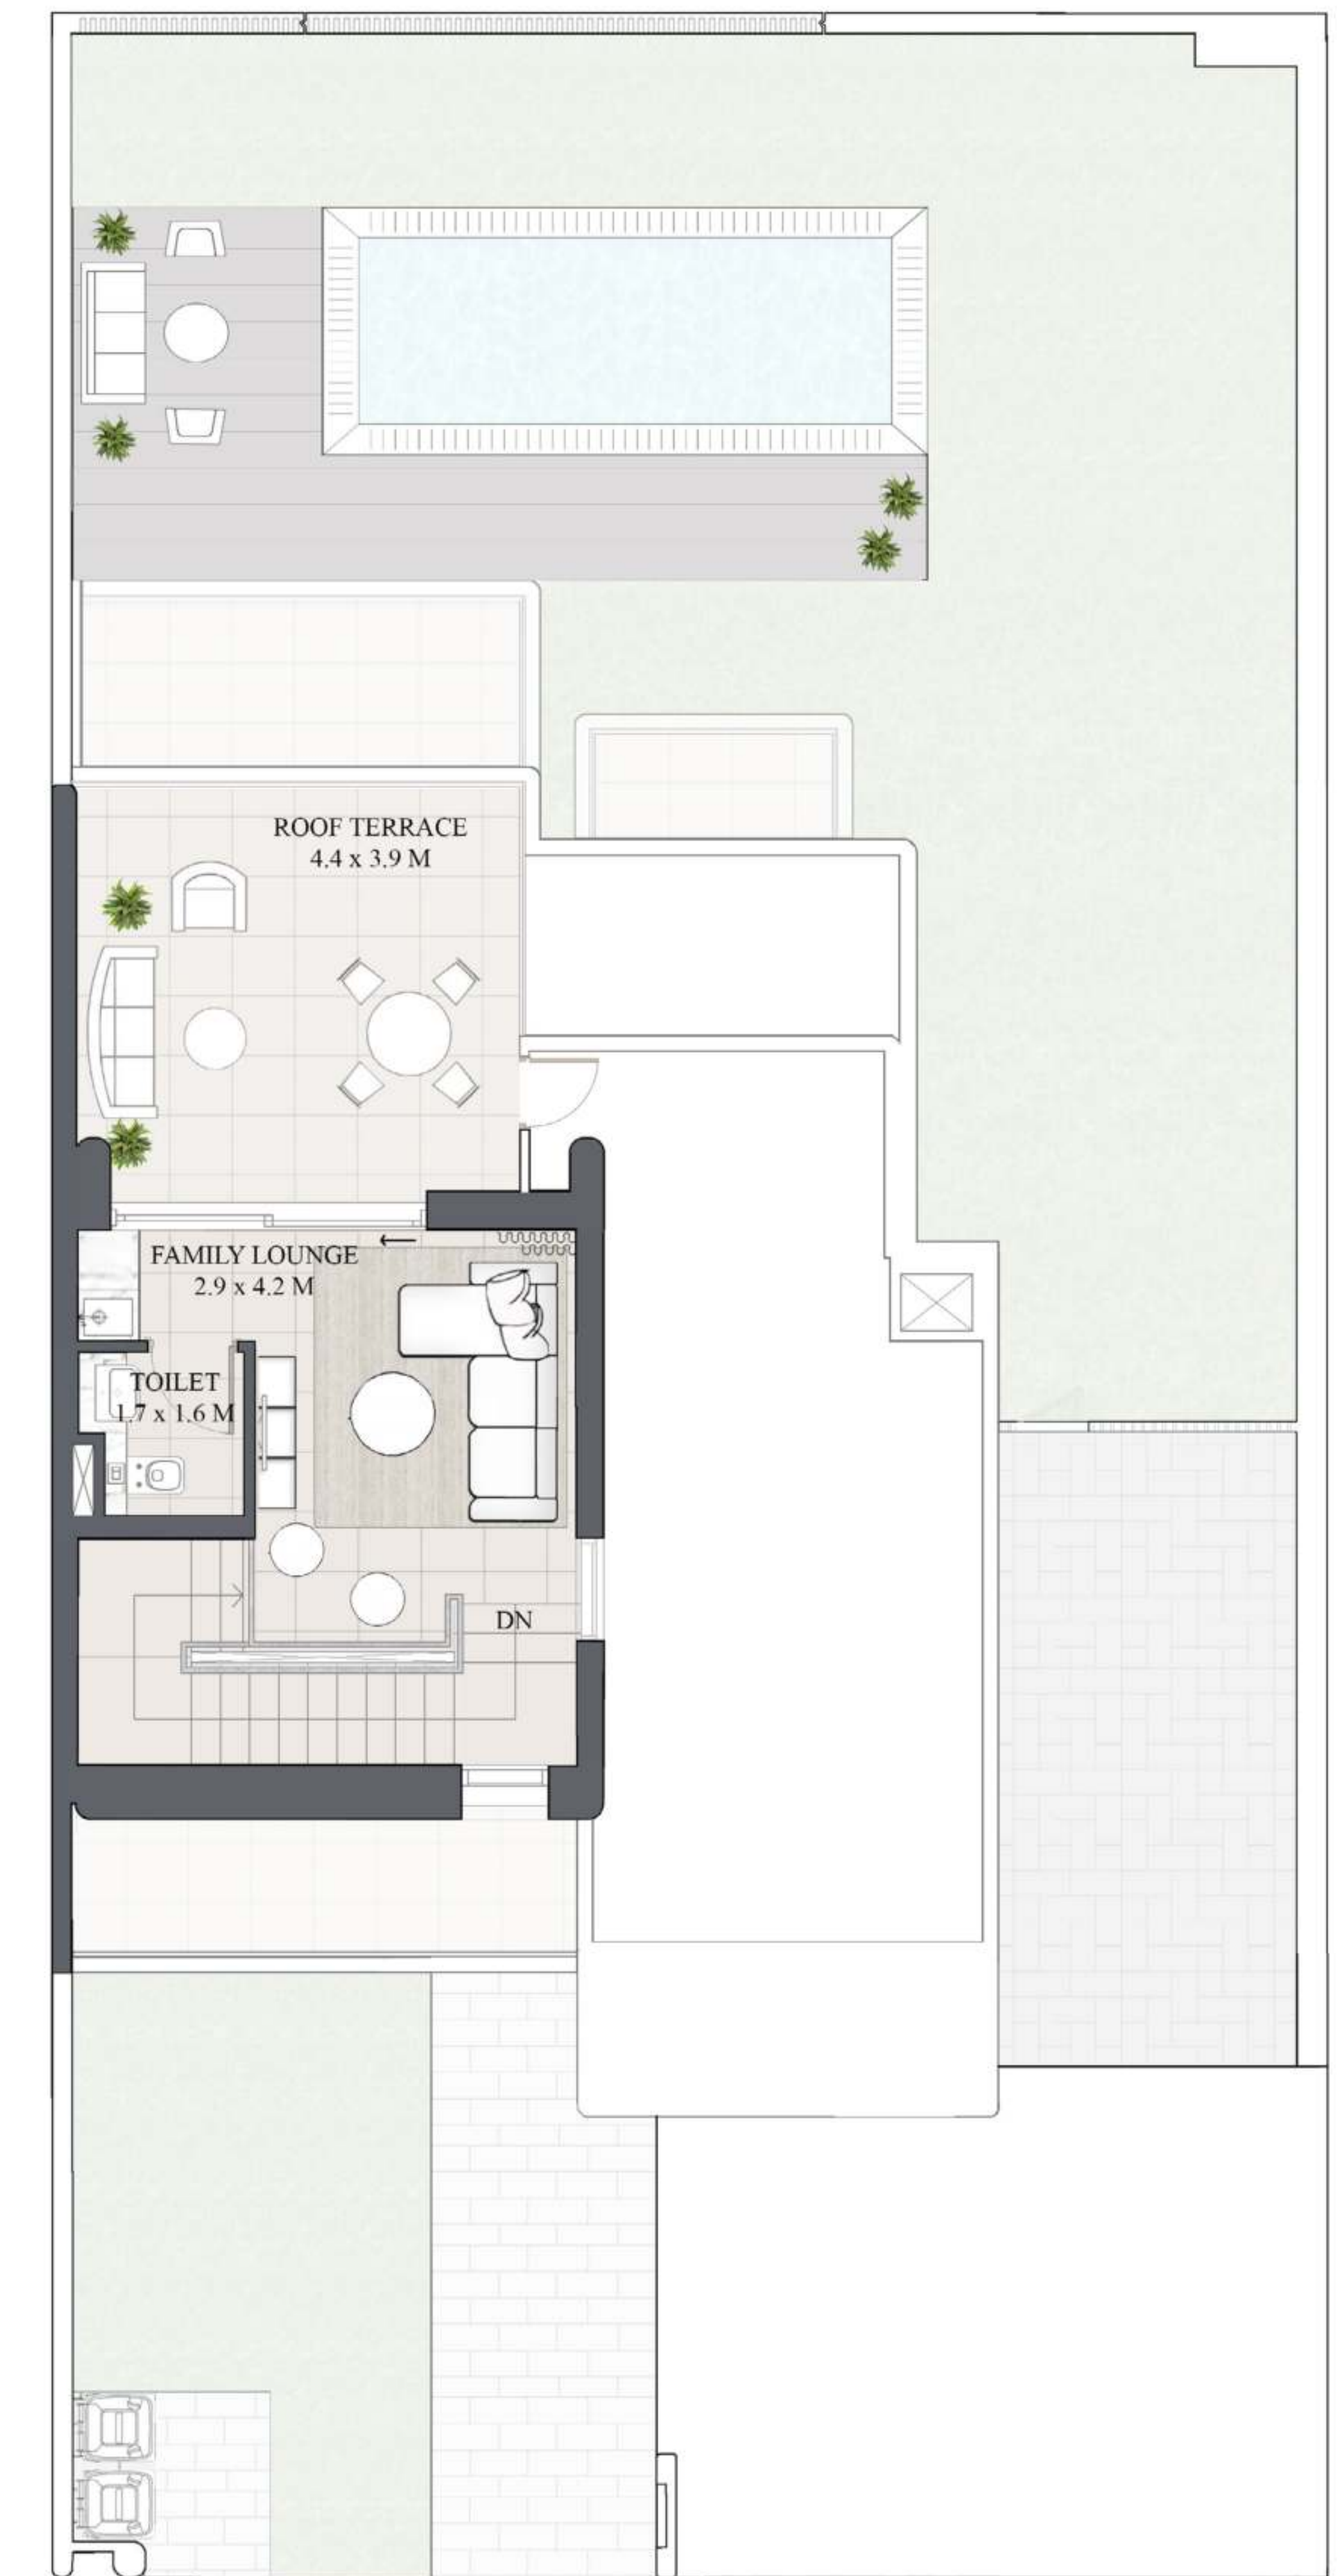 ROOF TERRACE
4.4 x 3.9 M
FAMILY LOUNGE
2.9 x 4.2 M
TOILET
1.7 x 1.6 M
DN